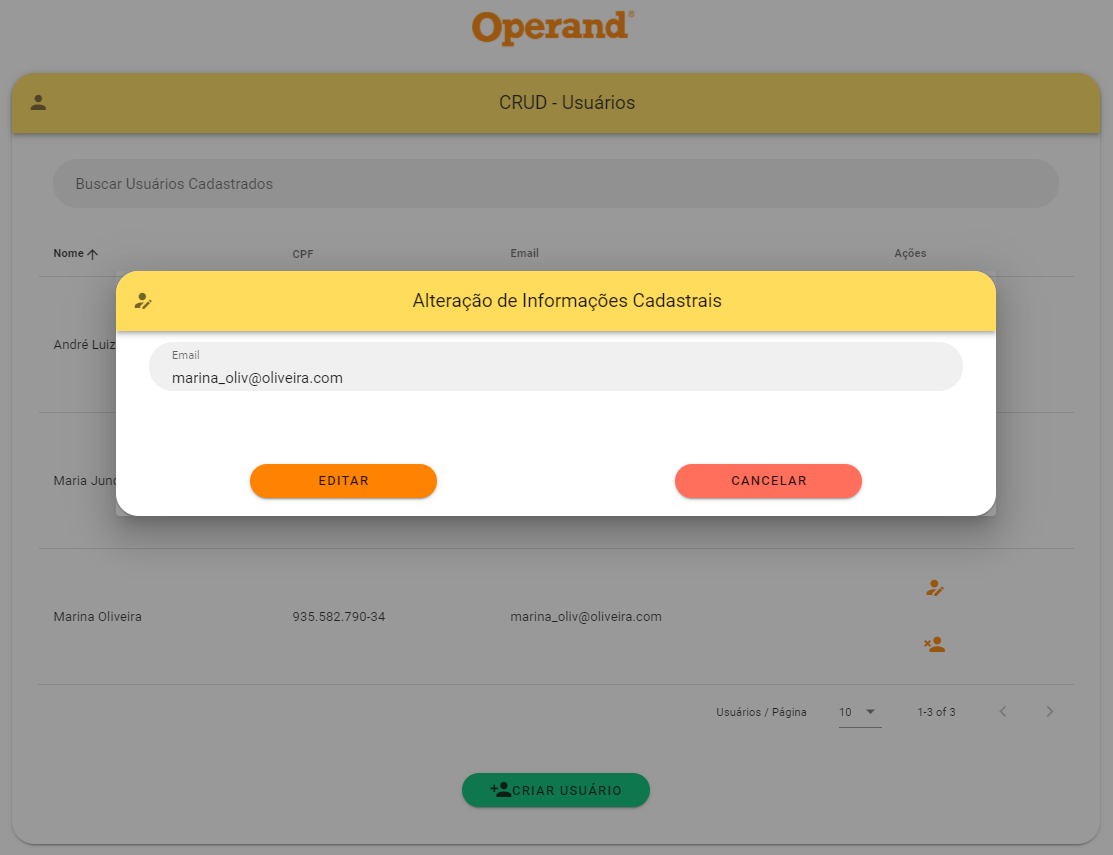 Operand®
CRUD - Usuários
Buscar Usuários Cadastrados
Nome CPF Email Ações
Alteração de Informações Cadastrais
André Luiz
Email
marina_oliv@oliveira.com
Maria
EDITAR CANCELAR
Marina Oliveira 935.582.790-34 marina_oliv@oliveira.com
Usuários / Página 10 1-3 of 3
CRIAR USUÁRIO